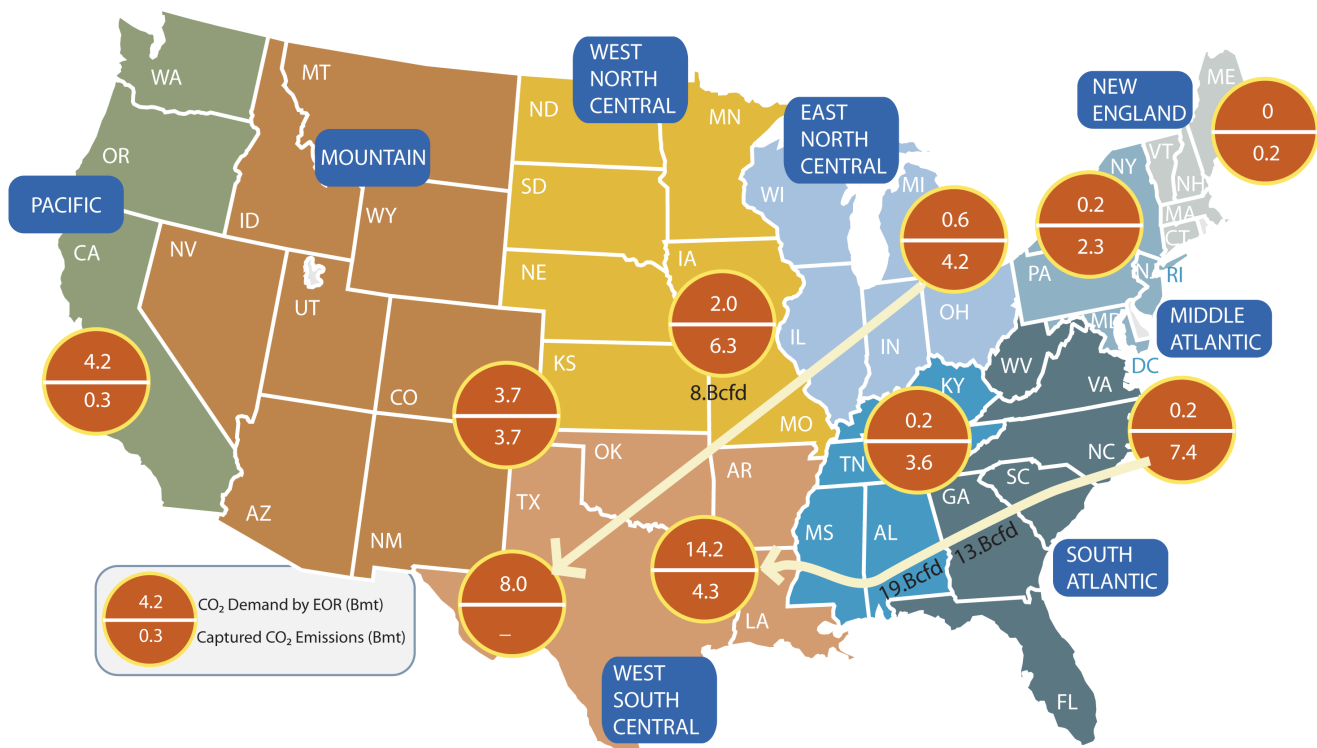 WA
MT
OR
ID
WY
NV
UT
CA
CO
AZ
NM
ND
SD
NE
KS
MN
IA
MO
WI
MI
IL
IN
OH
OK
TX
AR
LA
KY
TN
MS
AL
GA
SC
NC
VA
WV
FL
PA
NY
NJ
MD
DC
RI
CT
MA
NH
VT
ME
PACIFIC
MOUNTAIN
WEST
NORTH
CENTRAL
EAST
NORTH
CENTRAL
NEW
ENGLAND
MIDDLE
ATLANTIC
SOUTH
ATLANTIC
WEST
SOUTH
CENTRAL
4.2
0.3
3.7
3.7
2.0
6.3
8.Bcfd
0.6
4.2
0.2
2.3
0
0.2
0.2
3.6
0.2
7.4
13.Bcfd
19.Bcfd
14.2
4.3
8.0
–
4.2 CO₂ Demand by EOR (Bmt)
0.3 Captured CO₂ Emissions (Bmt)